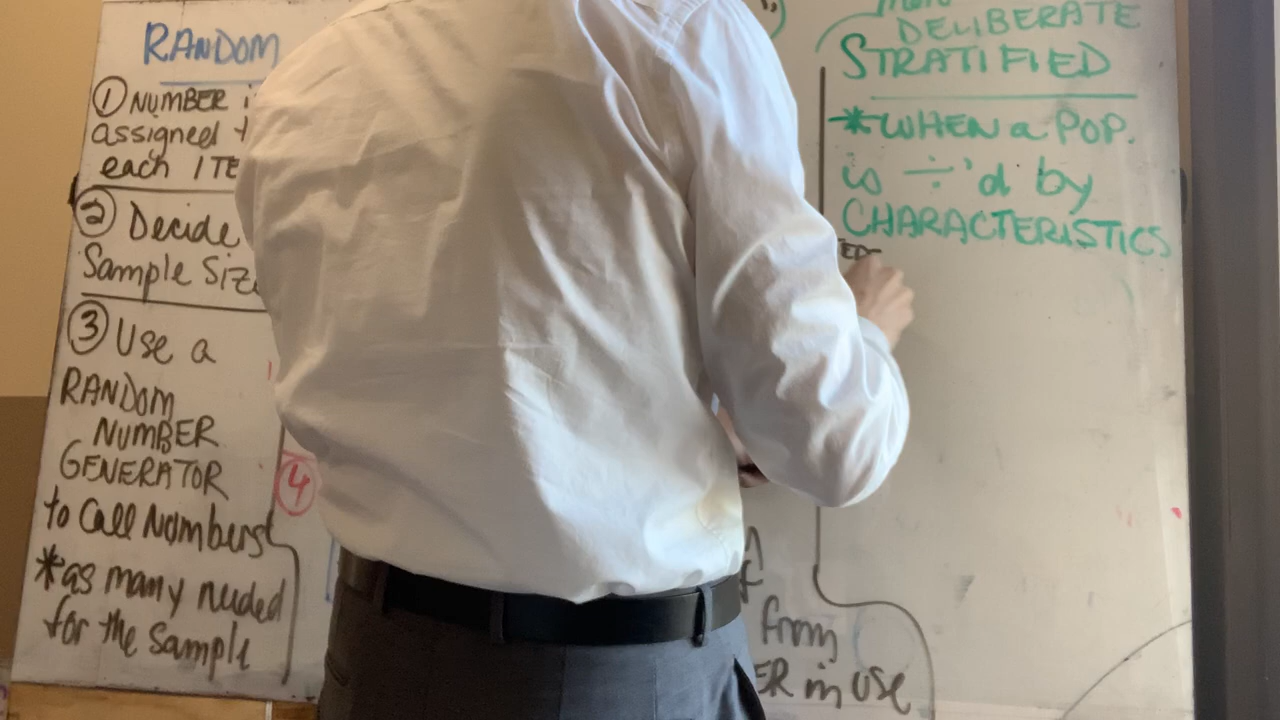 RANDOM
① NUMBER
assigned
each ITE
② Decide
Sample Size
③ Use a
RANDOM
NUMBER
GENERATOR
to Call Numbers
*as many needed
for the Sample
④
from
ER in use
DELIBERATE
STRATIFIED
*WHEN a POP.
is ÷'d by
CHARACTERISTICS
TED